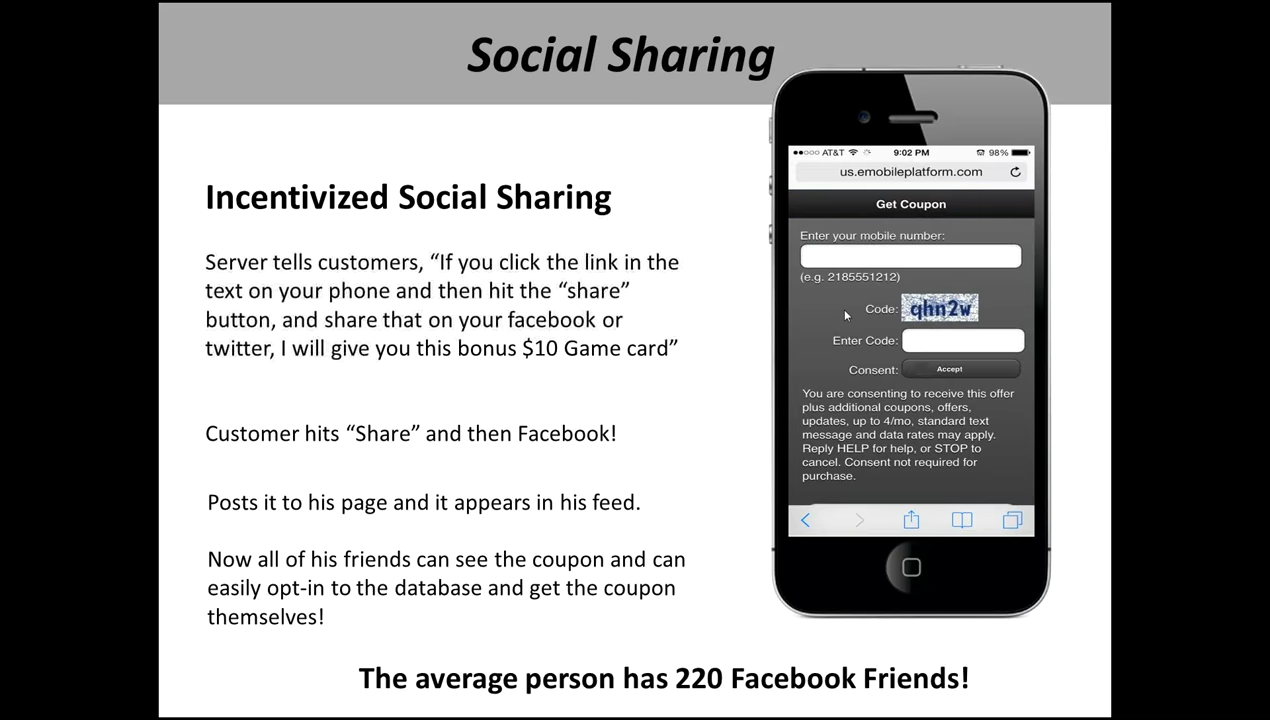 Social Sharing
Incentivized Social Sharing
Server tells customers, “If you click the link in the
text on your phone and then hit the “share”
button, and share that on your facebook or
twitter, I will give you this bonus $10 Game card”
Customer hits “Share” and then Facebook!
Posts it to his page and it appears in his feed.
Now all of his friends can see the coupon and can
easily opt-in to the database and get the coupon
themselves!
The average person has 220 Facebook Friends!
AT&T 9:02 PM 98%
us.emobileplatform.com
Get Coupon
Enter your mobile number:
(e.g. 2185551212)
Code: qhn2w
Enter Code:
Consent: Accept
You are consenting to receive this offer
plus additional coupons, offers,
updates, up to 4/mo, standard text
message and data rates may apply.
Reply HELP for help, or STOP to
cancel. Consent not required for
purchase.